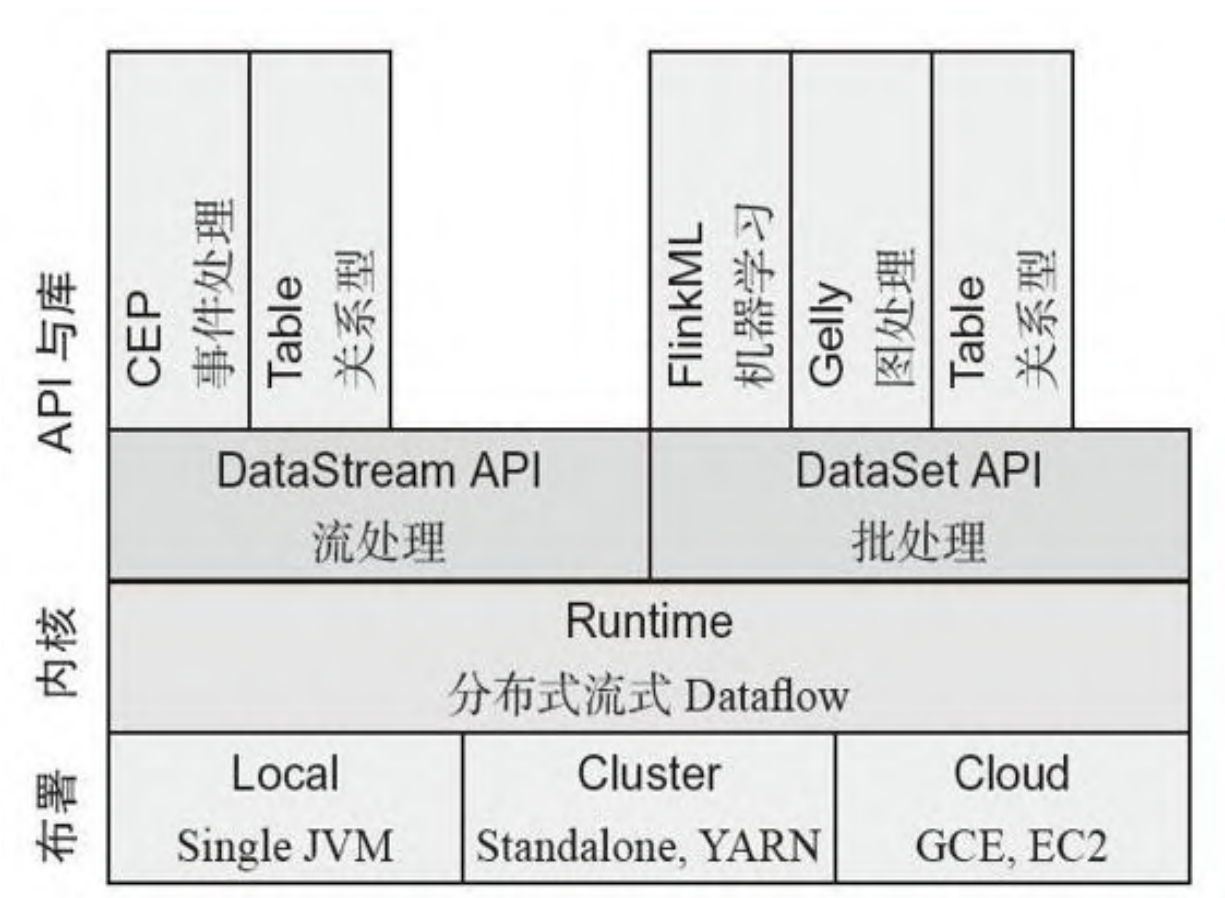 API 与库
CEP
事件处理
Table
关系型
FlinkML
机器学习
Gelly
图处理
Table
关系型
DataStream API
流处理
DataSet API
批处理
内核
Runtime
分布式流式 Dataflow
布署
Local
Single JVM
Cluster
Standalone, YARN
Cloud
GCE, EC2